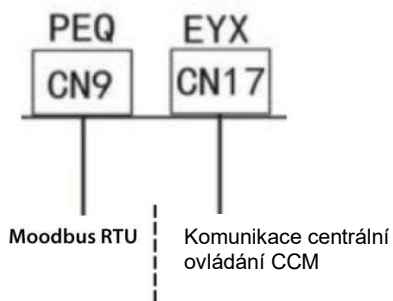 PEQ EYX
CN9 CN17
Moodbus RTU
Komunikace centrální
ovládání CCM